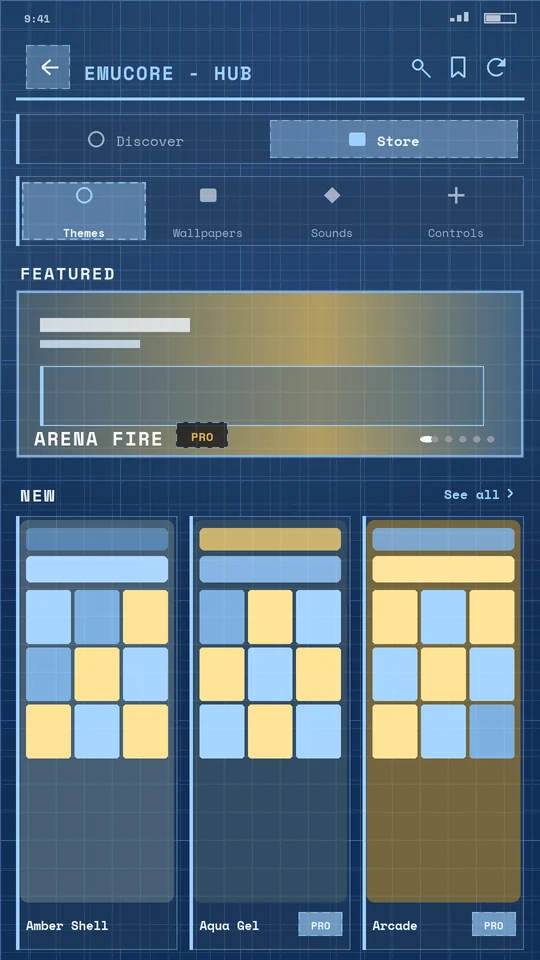 9:41
EMUCORE - HUB
Discover
Store
Themes
Wallpapers
Sounds
Controls
FEATURED
ARENA FIRE
PRO
NEW
See all
Amber Shell
Aqua Gel
PRO
Arcade
PRO